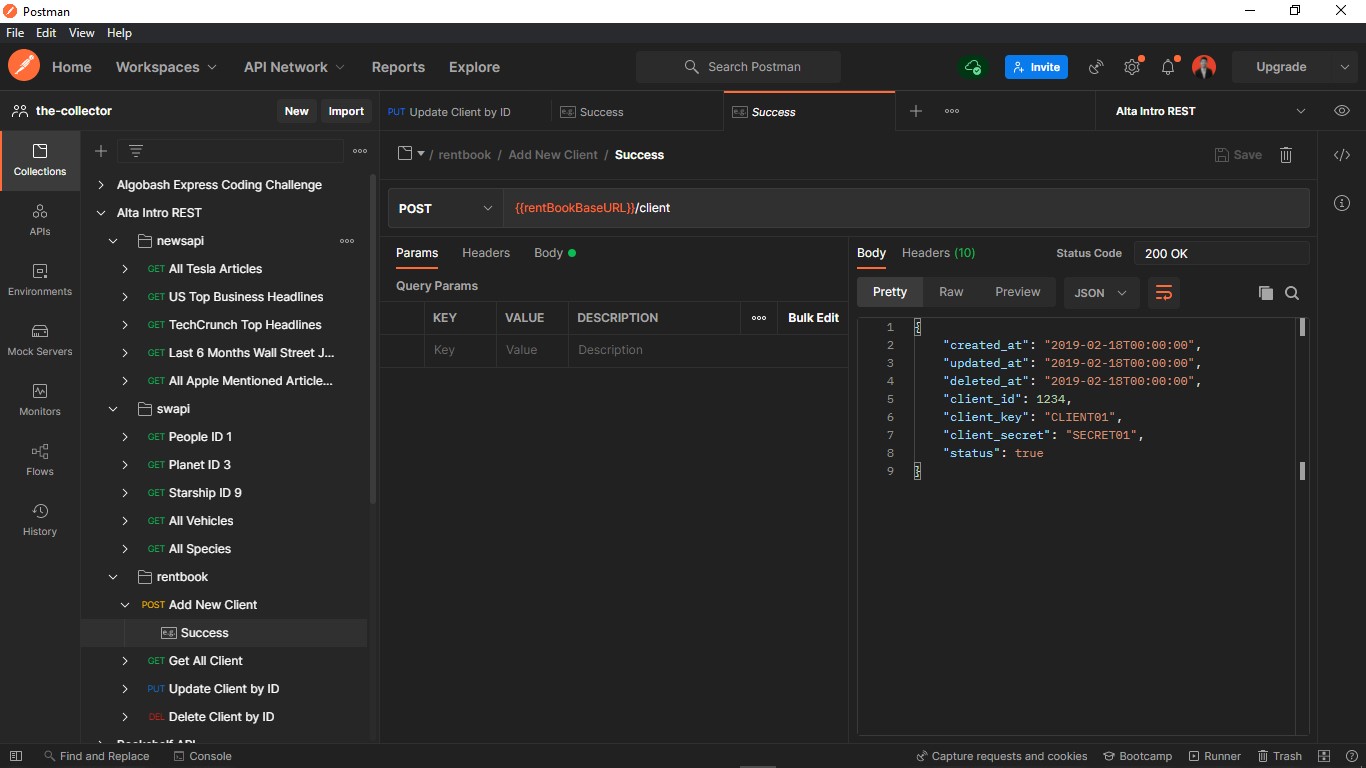 Postman
File Edit View Help
Home Workspaces API Network Reports Explore Search Postman Invite Upgrade
the-collector New Import
PUT Update Client by ID e.g. Success e.g. Success Alta Intro REST
Collections
APIs
Environments
Mock Servers
Monitors
Flows
History
Algobash Express Coding Challenge
Alta Intro REST
newsapi
GET All Tesla Articles
GET US Top Business Headlines
GET TechCrunch Top Headlines
GET Last 6 Months Wall Street J...
GET All Apple Mentioned Article...
swapi
GET People ID 1
GET Planet ID 3
GET Starship ID 9
GET All Vehicles
GET All Species
rentbook
POST Add New Client
e.g. Success
GET Get All Client
PUT Update Client by ID
DEL Delete Client by ID
Bookshelf API
/ rentbook / Add New Client / Success Save
POST {{rentBookBaseURL}}/client
Params Headers Body
Query Params
KEY VALUE DESCRIPTION Bulk Edit
Key Value Description
Body Headers (10) Status Code 200 OK
Pretty Raw Preview JSON
1 {
2 "created_at": "2019-02-18T00:00:00",
3 "updated_at": "2019-02-18T00:00:00",
4 "deleted_at": "2019-02-18T00:00:00",
5 "client_id": 1234,
6 "client_key": "CLIENT01",
7 "client_secret": "SECRET01",
8 "status": true
9 }
Find and Replace Console Capture requests and cookies Bootcamp Runner Trash